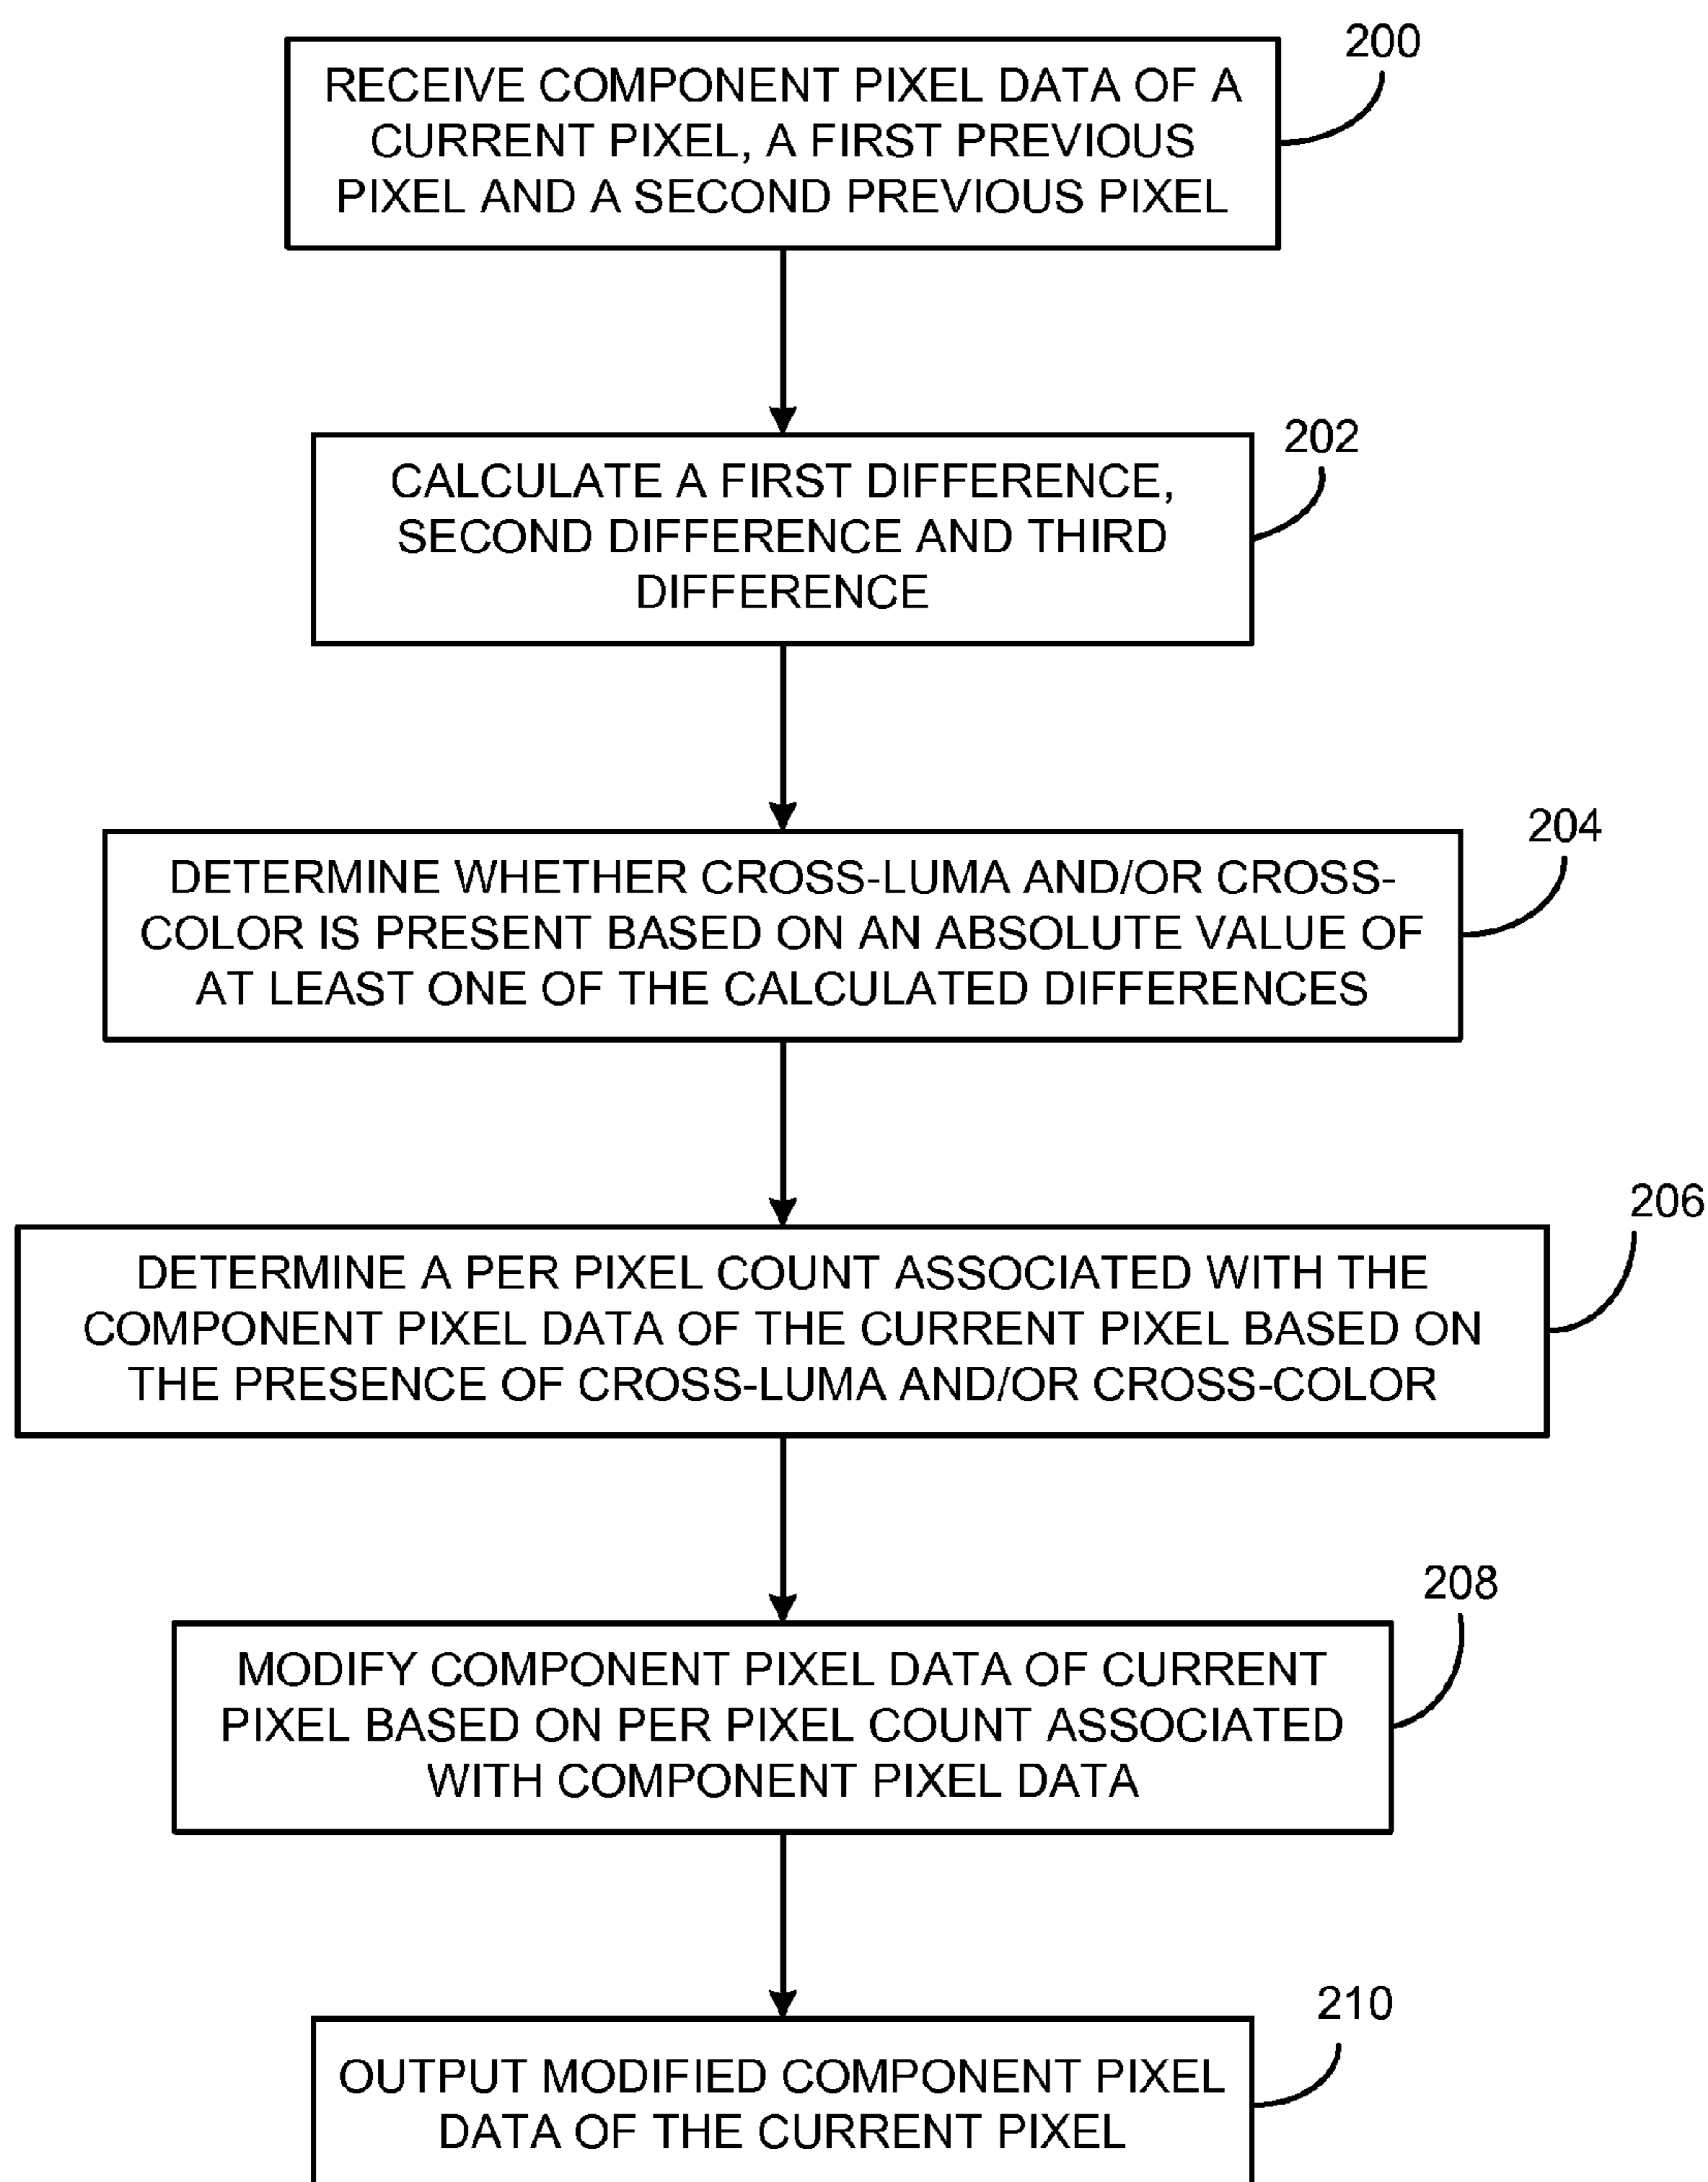 200
RECEIVE COMPONENT PIXEL DATA OF A
CURRENT PIXEL, A FIRST PREVIOUS
PIXEL AND A SECOND PREVIOUS PIXEL
202
CALCULATE A FIRST DIFFERENCE,
SECOND DIFFERENCE AND THIRD
DIFFERENCE
204
DETERMINE WHETHER CROSS-LUMA AND/OR CROSS-
COLOR IS PRESENT BASED ON AN ABSOLUTE VALUE OF
AT LEAST ONE OF THE CALCULATED DIFFERENCES
206
DETERMINE A PER PIXEL COUNT ASSOCIATED WITH THE
COMPONENT PIXEL DATA OF THE CURRENT PIXEL BASED ON
THE PRESENCE OF CROSS-LUMA AND/OR CROSS-COLOR
208
MODIFY COMPONENT PIXEL DATA OF CURRENT
PIXEL BASED ON PER PIXEL COUNT ASSOCIATED
WITH COMPONENT PIXEL DATA
210
OUTPUT MODIFIED COMPONENT PIXEL
DATA OF THE CURRENT PIXEL